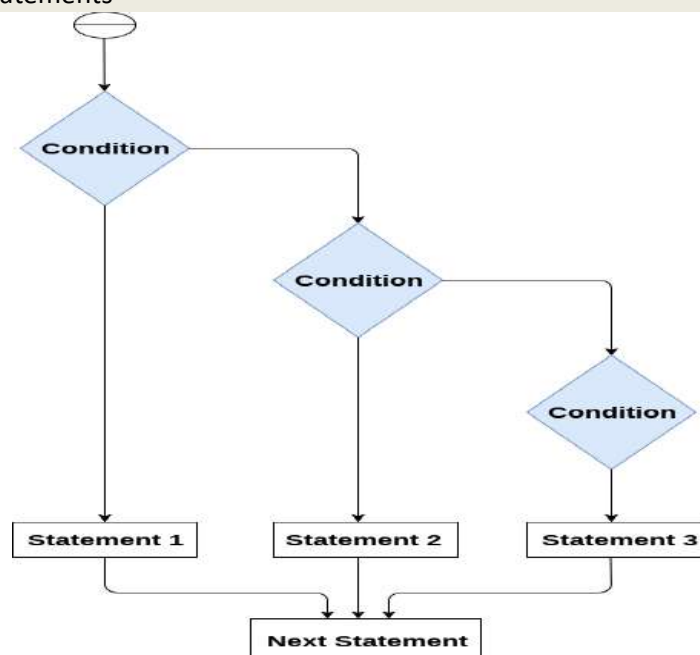 Condition
Condition
Condition
Statement 1
Statement 2
Statement 3
Next Statement